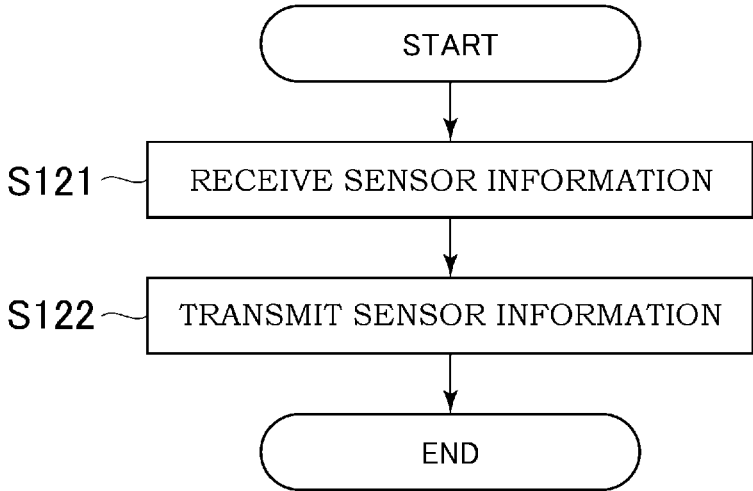 START
S121 RECEIVE SENSOR INFORMATION
S122 TRANSMIT SENSOR INFORMATION
END